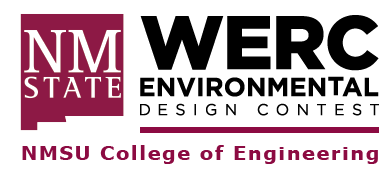 NM
STATE
WERC
ENVIRONMENTAL
DESIGN CONTEST
NMSU College of Engineering